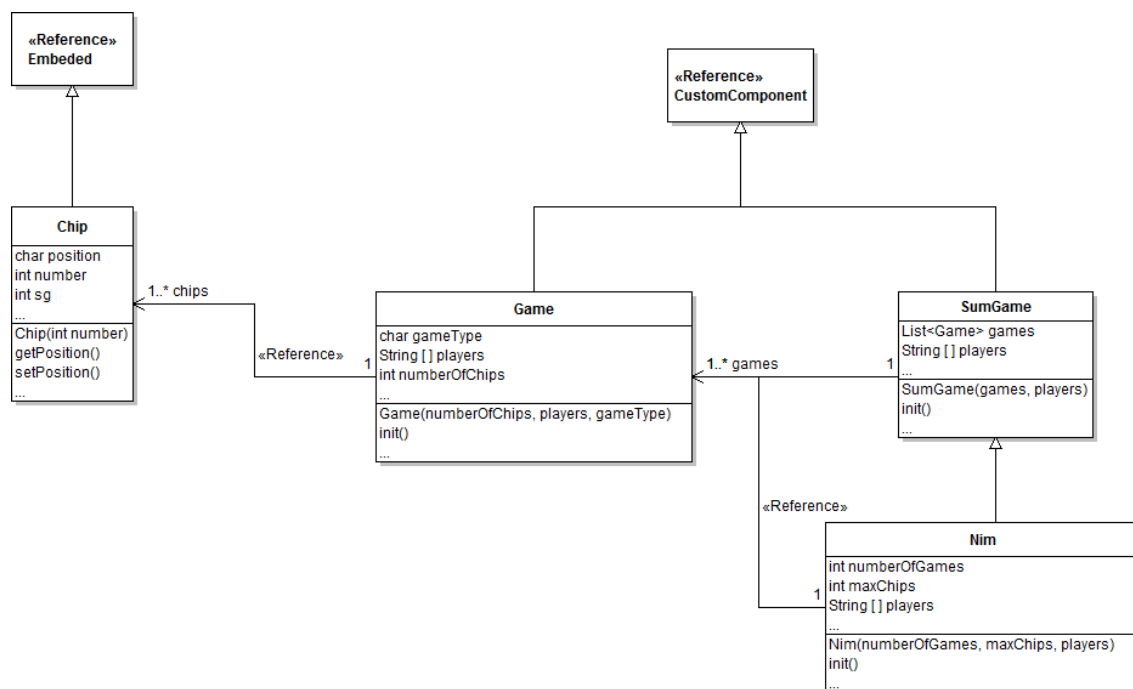 «Reference»
Embeded
«Reference»
CustomComponent
Chip
char position
int number
int sg
...
Chip(int number)
getPosition()
setPosition()
...
1..* chips
«Reference»
1
Game
char gameType
String [ ] players
int numberOfChips
...
Game(numberOfChips, players, gameType)
init()
...
1..* games
1
SumGame
List<Game> games
String [ ] players
...
SumGame(games, players)
init()
...
«Reference»
1
Nim
int numberOfGames
int maxChips
String [ ] players
...
Nim(numberOfGames, maxChips, players)
init()
...